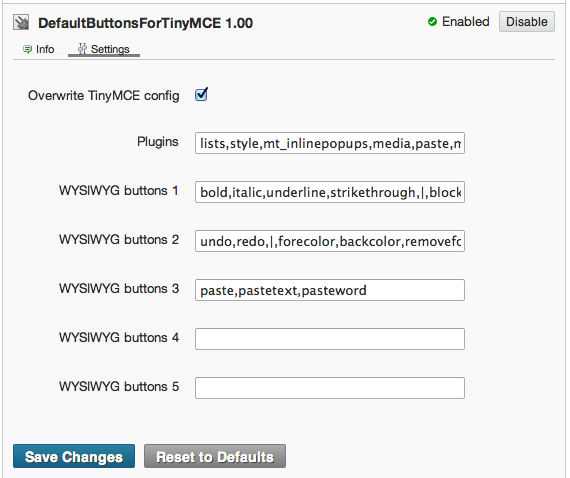 DefaultButtonsForTinyMCE 1.00
Enabled
Disable
Info
Settings
Overwrite TinyMCE config
Plugins
lists,style,mt_inlinepopups,media,paste,m
WYSIWYG buttons 1
bold,italic,underline,strikethrough,|,block
WYSIWYG buttons 2
undo,redo,|,forecolor,backcolor,removefo
WYSIWYG buttons 3
paste,pastetext,pasteword
WYSIWYG buttons 4
WYSIWYG buttons 5
Save Changes
Reset to Defaults